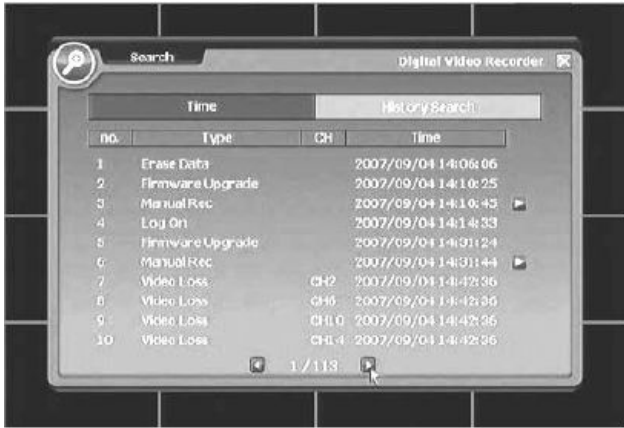 Search
Digital Video Recorder
Time History Search
no. Type CH Time
1 Erase Data 2007/09/04 14:06:06
2 Firmware Upgrade 2007/09/04 14:10:25
3 Manual Rec 2007/09/04 14:10:45
4 Log On 2007/09/04 14:14:33
5 Firmware Upgrade 2007/09/04 14:31:24
6 Manual Rec 2007/09/04 14:31:44
7 Video Loss CH2 2007/09/04 14:42:36
8 Video Loss CH6 2007/09/04 14:42:36
9 Video Loss CH10 2007/09/04 14:42:36
10 Video Loss CH14 2007/09/04 14:42:36
1/113